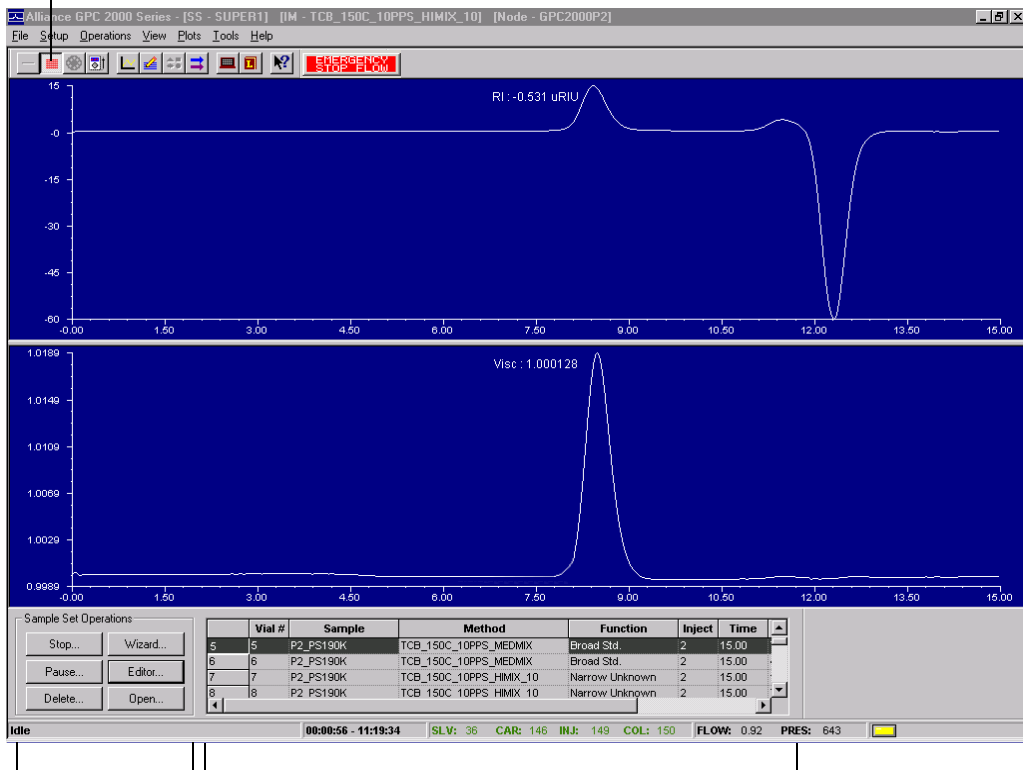 Alliance GPC 2000 Series - [SS - SUPER1] [IM - TCB_150C_10PPS_HIMIX_10] [Node - GPC2000P2]
File Setup Operations View Plots Tools Help
EMERGENCY
STOP FLOW
RI : -0.531 uRIU
15
-0
-15
-30
-45
-60
-0.00 1.50 3.00 4.50 6.00 7.50 9.00 10.50 12.00 13.50 15.00
Visc : 1.000128
1.0189
1.0149
1.0109
1.0069
1.0029
0.9989
-0.00 1.50 3.00 4.50 6.00 7.50 9.00 10.50 12.00 13.50 15.00
Sample Set Operations
Stop... Wizard...
Pause... Editor...
Delete... Open...
Vial # Sample Method Function Inject Time
5 5 P2_PS190K TCB_150C_10PPS_MEDMIX Broad Std. 2 15.00
6 6 P2_PS190K TCB_150C_10PPS_MEDMIX Broad Std. 2 15.00
7 7 P2_PS190K TCB_150C_10PPS_HIMIX_10 Narrow Unknown 2 15.00
8 8 P2_PS190K TCB_150C_10PPS_HIMIX_10 Narrow Unknown 2 15.00
Idle 00:00:56 - 11:19:34 SLV: 36 CAR: 146 INJ: 149 COL: 150 FLOW: 0.92 PRES: 643